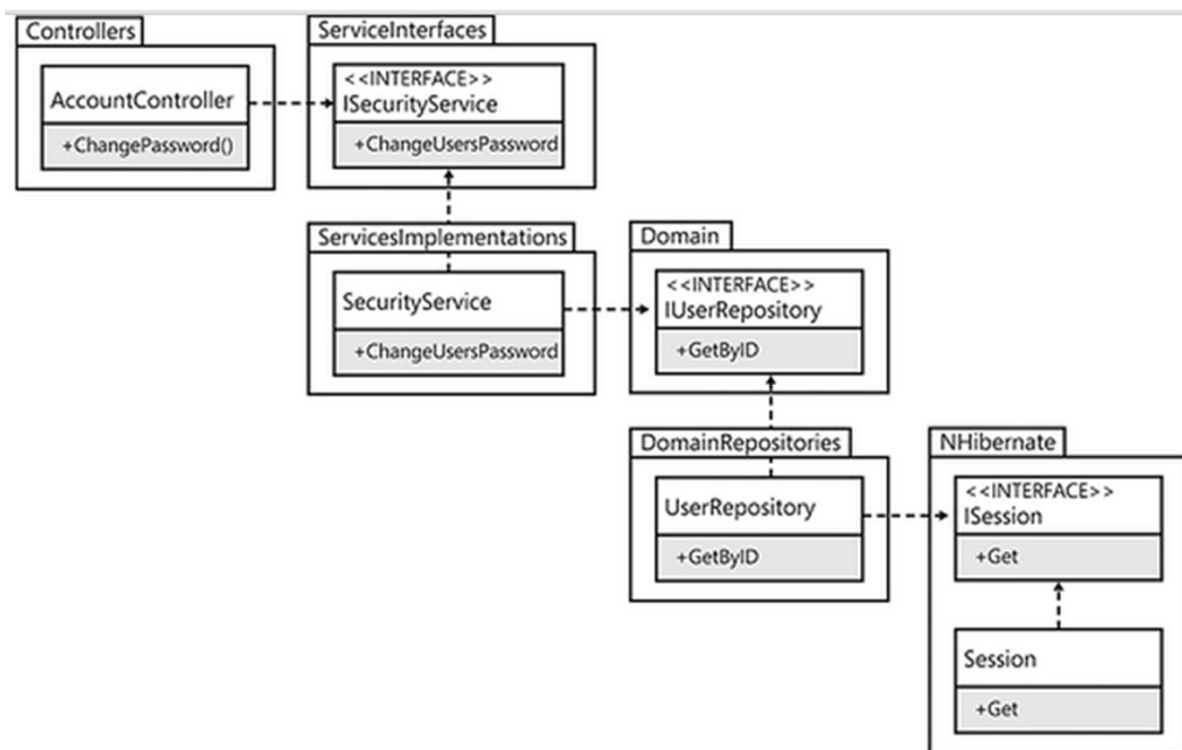 Controllers
AccountController
+ChangePassword()
ServiceInterfaces
<<INTERFACE>>
ISecurityService
+ChangeUsersPassword
ServicesImplementations
SecurityService
+ChangeUsersPassword
Domain
<<INTERFACE>>
IUserRepository
+GetByID
DomainRepositories
UserRepository
+GetByID
NHibernate
<<INTERFACE>>
ISession
+Get
Session
+Get